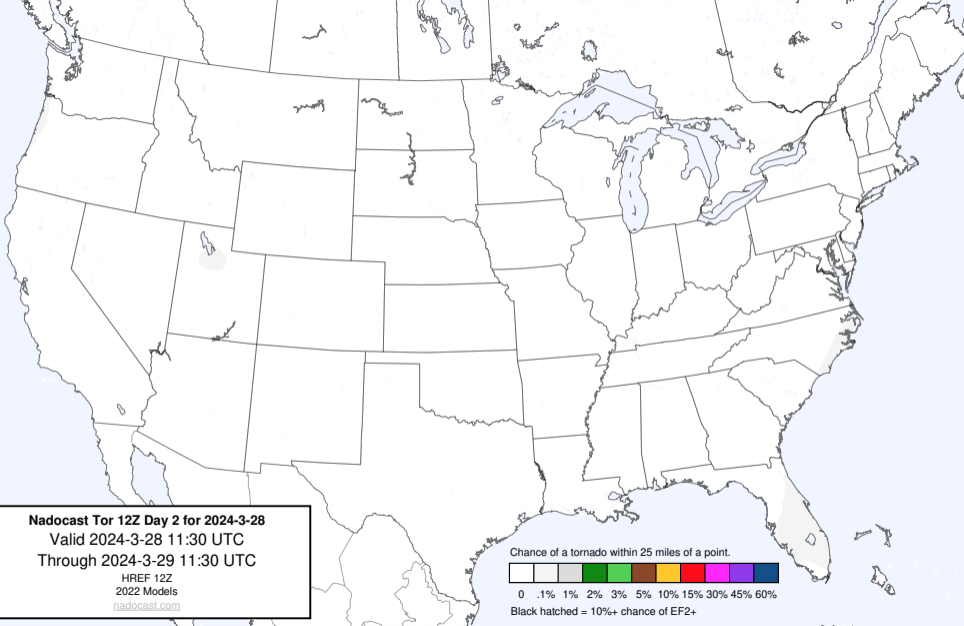 Nadocast Tor 12Z Day 2 for 2024-3-28
Valid 2024-3-28 11:30 UTC
Through 2024-3-29 11:30 UTC
HREF 12Z
2022 Models
nadocast.com
Chance of a tornado within 25 miles of a point.
0 .1% 1% 2% 3% 5% 10% 15% 30% 45% 60%
Black hatched = 10%+ chance of EF2+